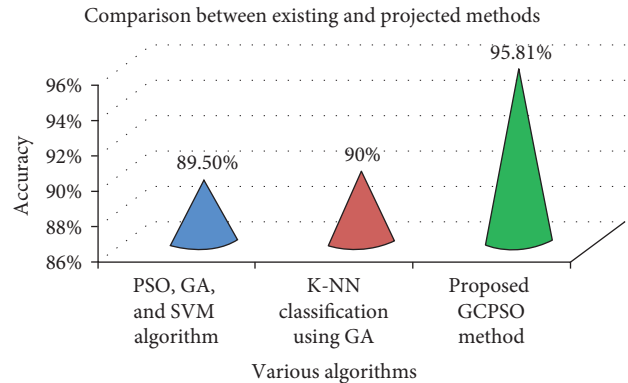 Comparison between existing and projected methods
96%
94%
92%
90%
88%
86%
Accuracy
89.50%
90%
95.81%
PSO, GA,
and SVM
algorithm
K-NN
classification
using GA
Proposed
GCPSO
method
Various algorithms